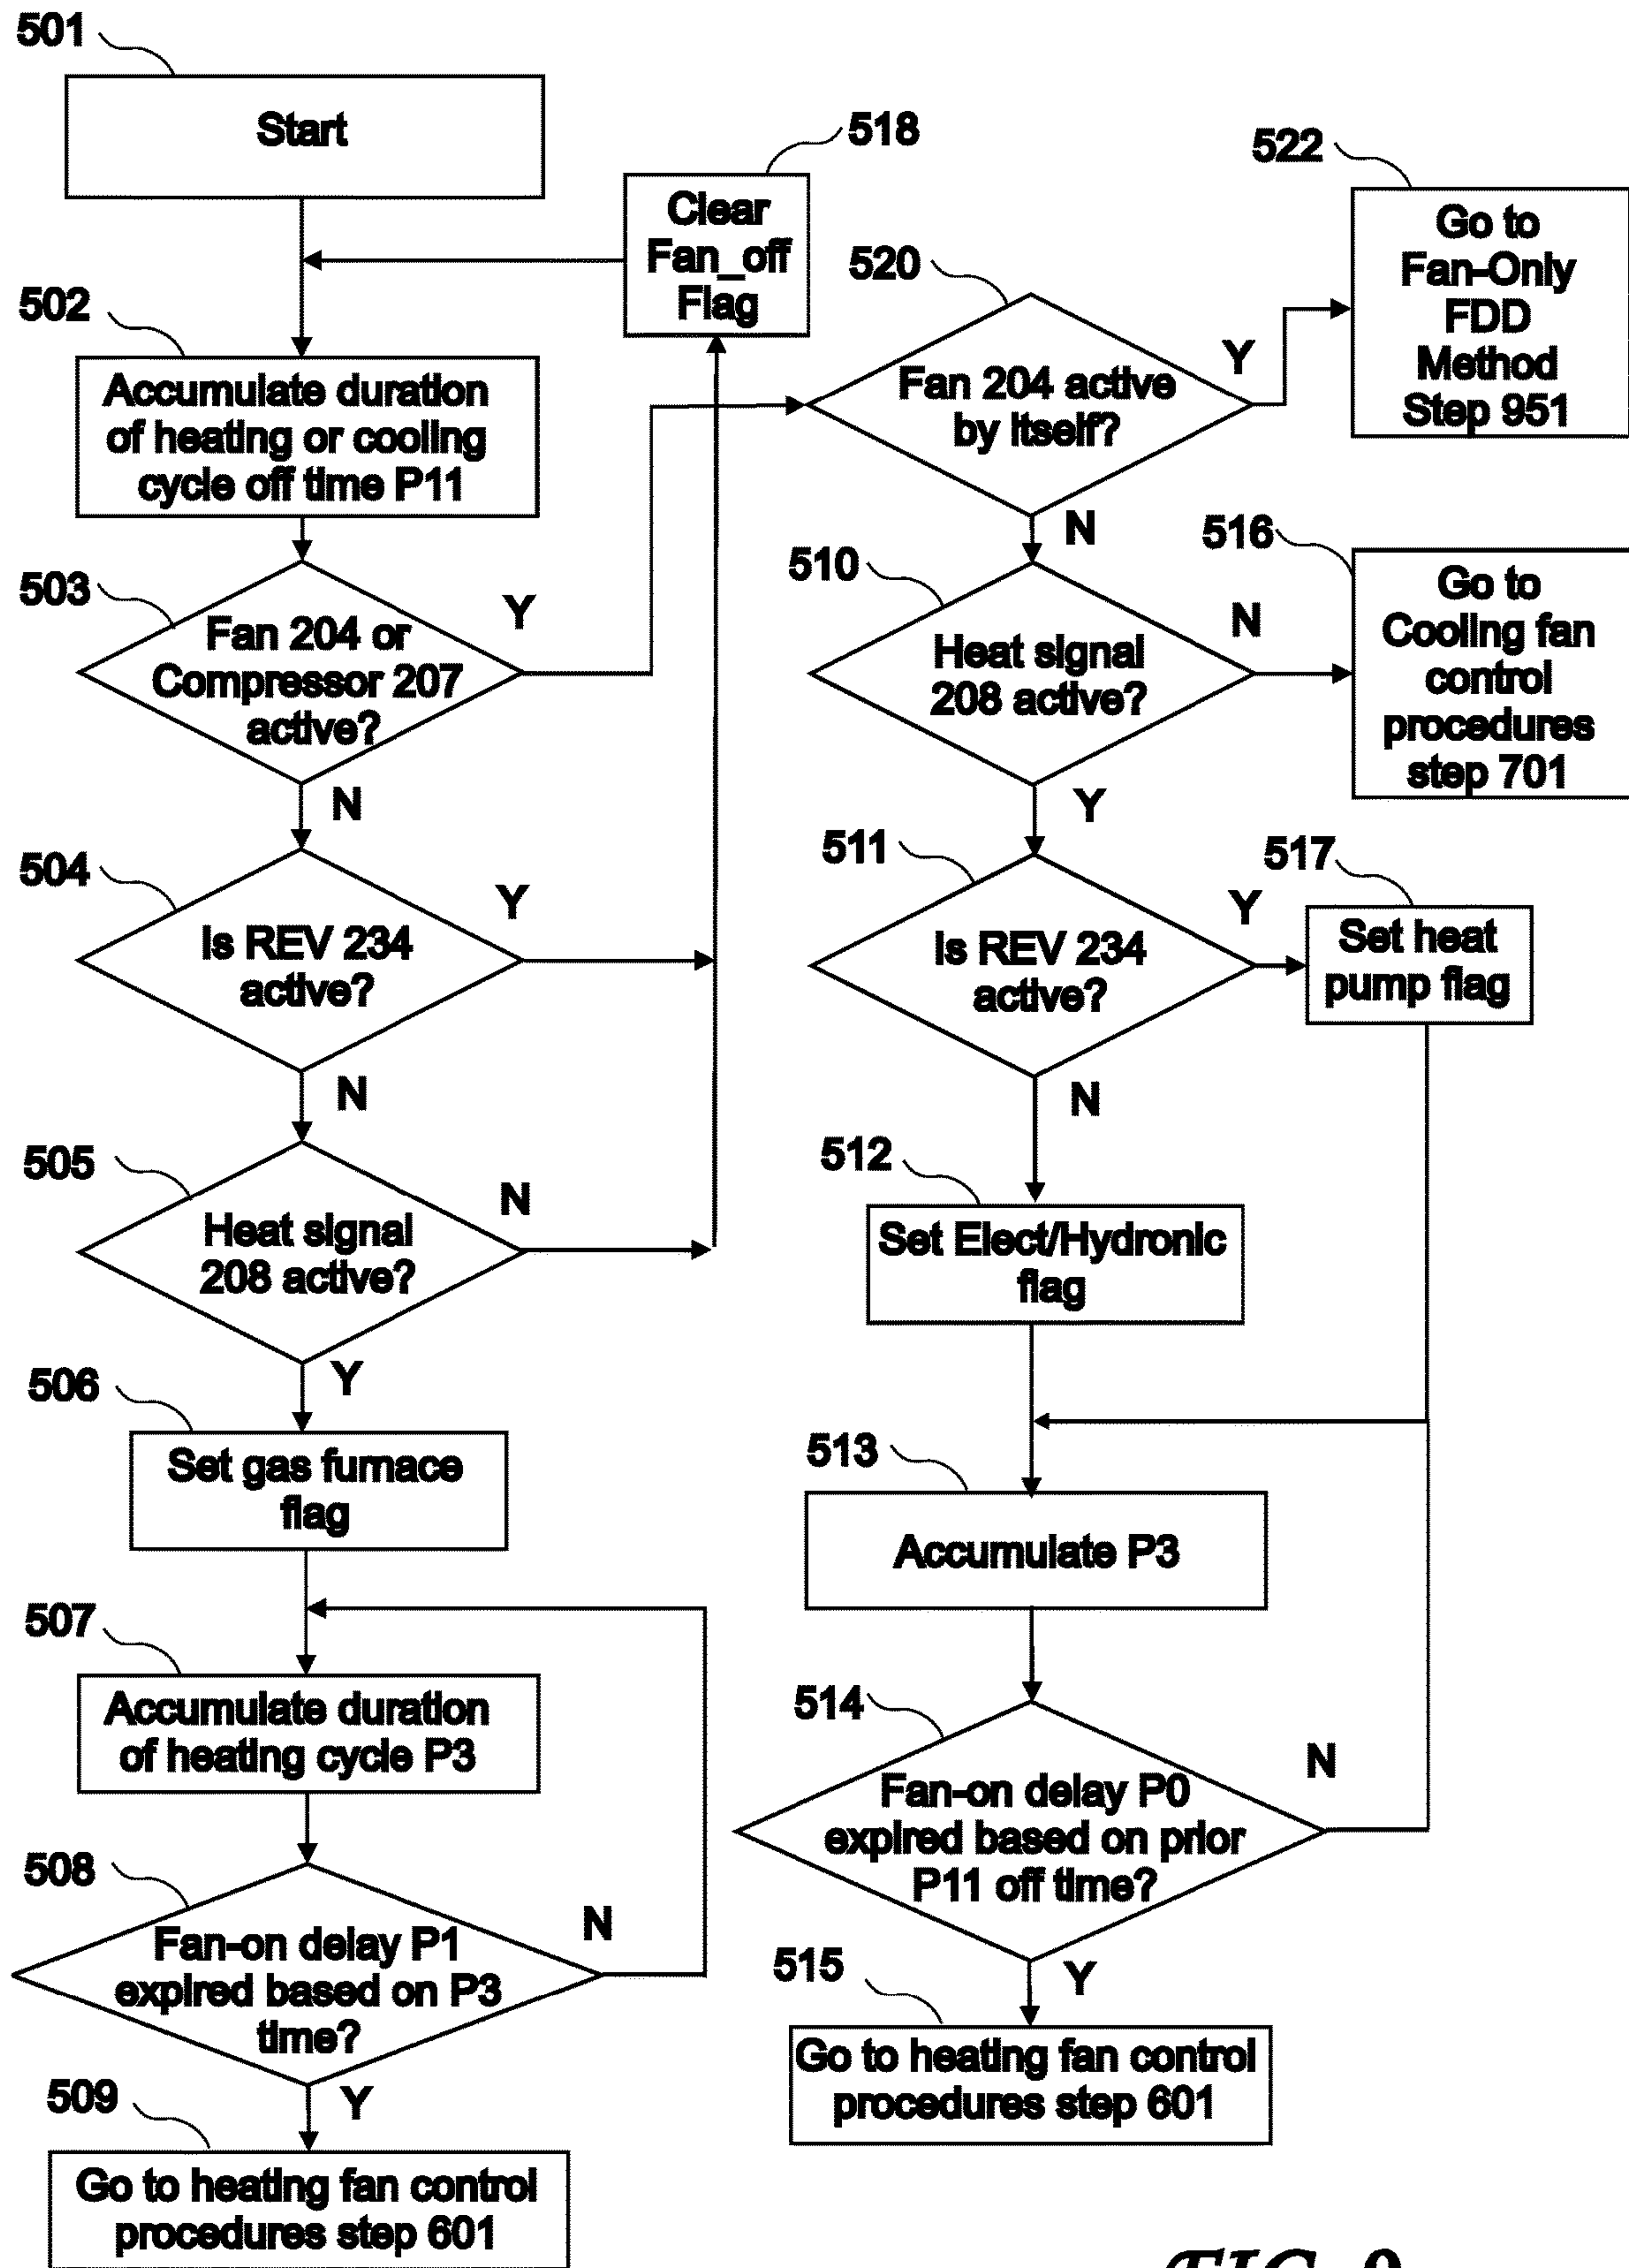 501
Start
518
Clear
Fan_off
Flag
522
Go to
Fan-Only
FDD
Method
Step 951
502
Accumulate duration
of heating or cooling
cycle off time P11
520
Fan 204 active
by itself?
Y
N
503
Fan 204 or
Compressor 207
active?
Y
N
510
Heat signal
208 active?
N
Y
516
Go to
Cooling fan
control
procedures
step 701
504
Is REV 234
active?
Y
N
511
Is REV 234
active?
Y
N
517
Set heat
pump flag
505
Heat signal
208 active?
N
Y
512
Set Elect/Hydronic
flag
506
Set gas furnace
flag
513
Accumulate P3
507
Accumulate duration
of heating cycle P3
514
Fan-on delay P0
expired based on prior
P11 off time?
N
Y
508
Fan-on delay P1
expired based on P3
time?
N
Y
515
Go to heating fan control
procedures step 601
509
Go to heating fan control
procedures step 601